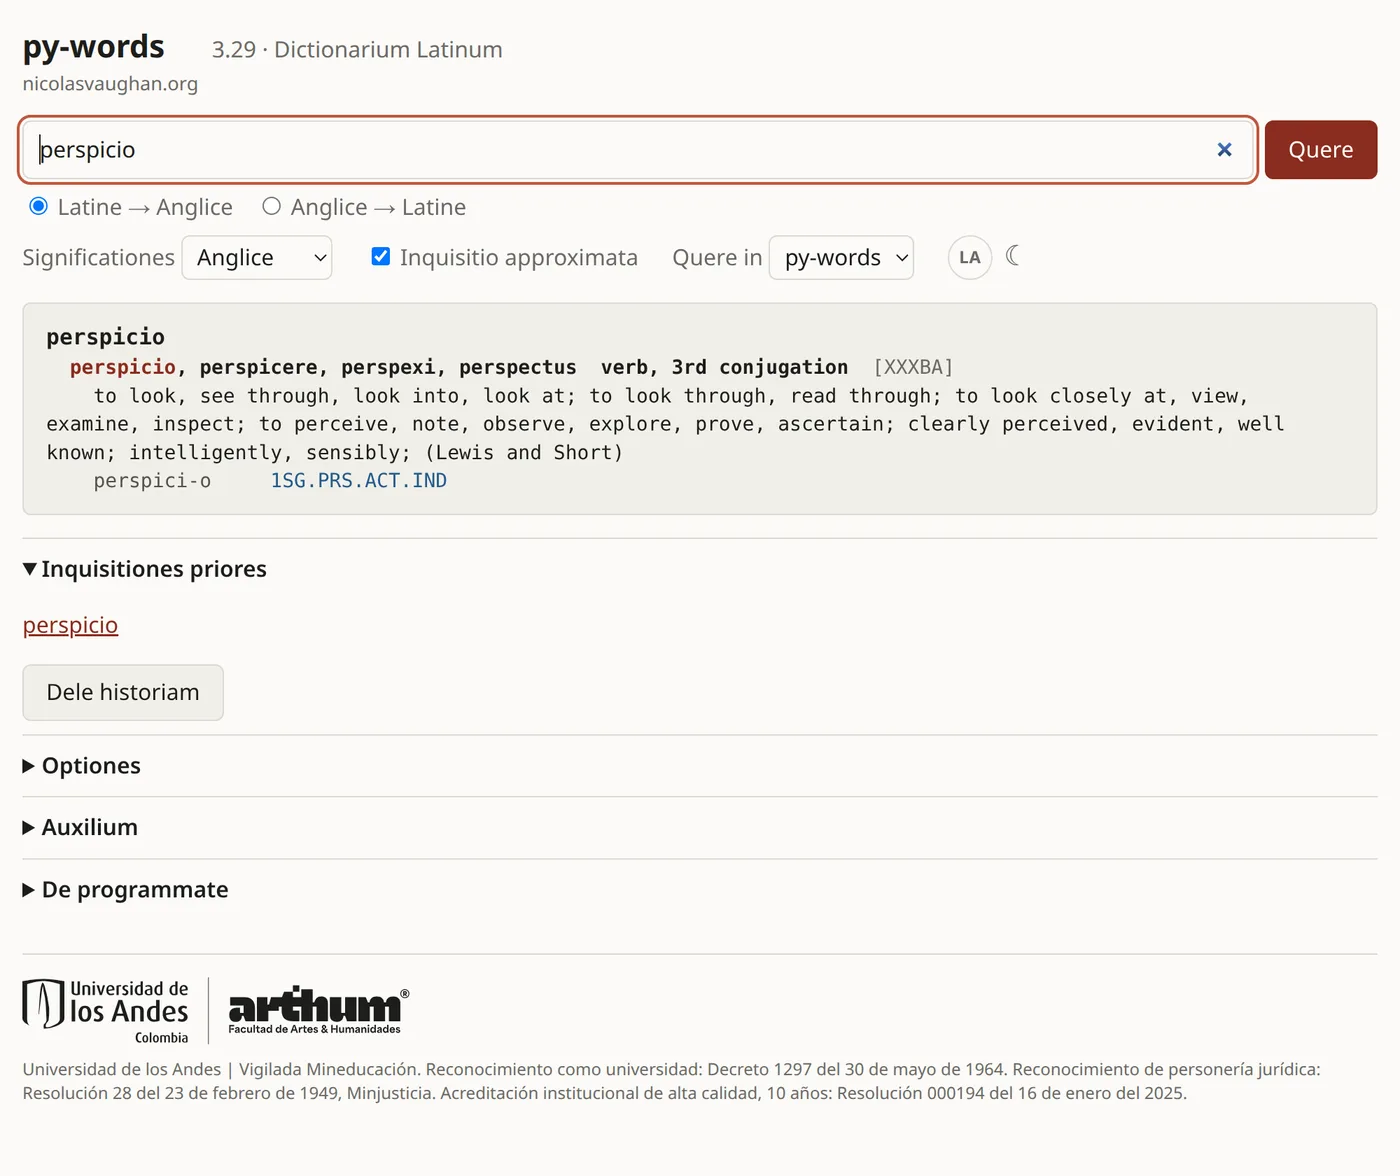 py-words 3.29 · Dictionarium Latinum
nicolasvaughan.org
perspicio × Quere
Latine → Anglice Anglice → Latine
Significationes Anglice Inquisitio approximata Quere in py-words LA
perspicio
perspicio, perspicere, perspexi, perspectus verb, 3rd conjugation [XXXBA]
to look, see through, look into, look at; to look through, read through; to look closely at, view,
examine, inspect; to perceive, note, observe, explore, prove, ascertain; clearly perceived, evident, well
known; intelligently, sensibly; (Lewis and Short)
perspici-o 1SG.PRS.ACT.IND
Inquisitiones priores
perspicio
Dele historiam
Optiones
Auxilium
De programmate
Universidad de
los Andes
Colombia
arthum®
Facultad de Artes & Humanidades
Universidad de los Andes | Vigilada Mineducación. Reconocimiento como universidad: Decreto 1297 del 30 de mayo de 1964. Reconocimiento de personería jurídica:
Resolución 28 del 23 de febrero de 1949, Minjusticia. Acreditación institucional de alta calidad, 10 años: Resolución 000194 del 16 de enero del 2025.